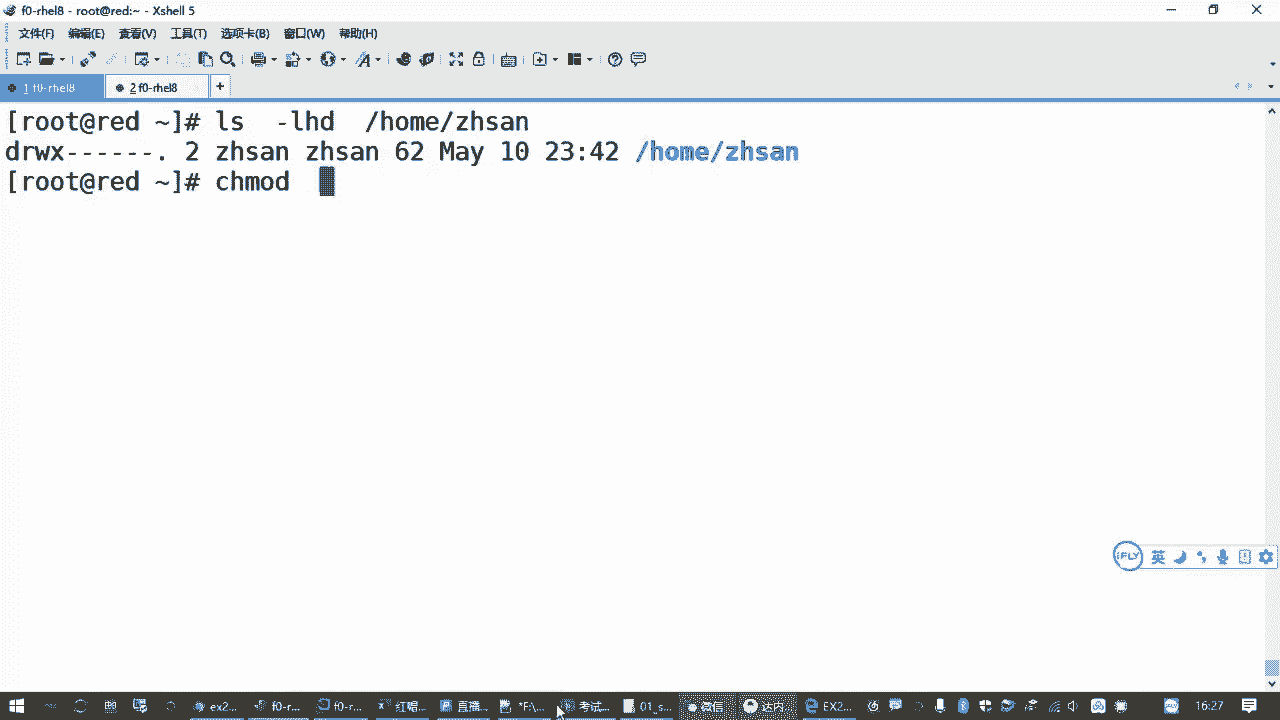 f0-rhel8 - root@red:~ - Xshell 5
文件(F) 编辑(E) 查看(V) 工具(T) 选项卡(B) 窗口(W) 帮助(H)
1 f0-rhel8 2 f0-rhel8 +
[root@red ~]# ls  -lhd  /home/zhsan
drwx------. 2 zhsan zhsan 62 May 10 23:42 /home/zhsan
[root@red ~]# chmod
iFLY 英
ex2... f0-r... f0-r... 红帽... 直播... *F:\... 考试... 01_s... 微信 达内... EX2... 16:27